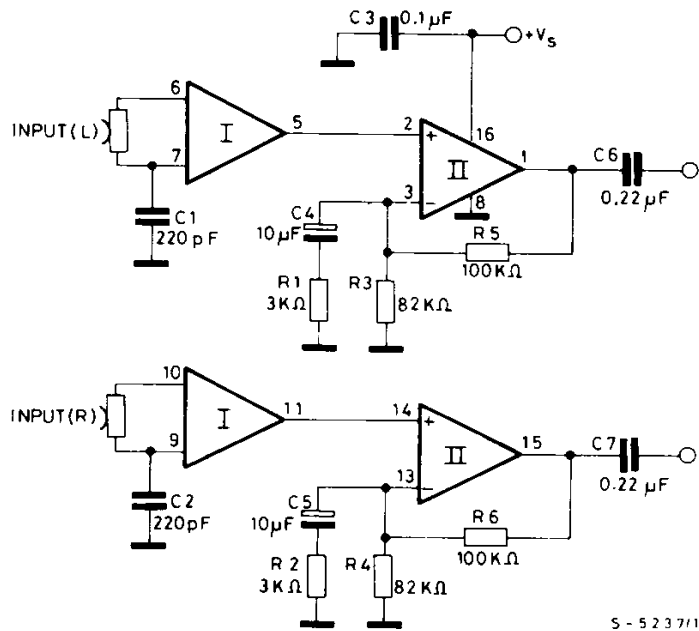 C3 0.1µF
+Vs
6
INPUT(L)
I
5
2
+
16
7
II
1
C6
3
−
8
0.22µF
C1
220pF
C4
10µF
R5
100KΩ
R1
3KΩ
R3
82KΩ
10
INPUT(R)
I
11
14
+
9
II
15
C7
13
−
0.22µF
C2
220pF
C5
10µF
R6
100KΩ
R2
3KΩ
R4
82KΩ
S-5237/1